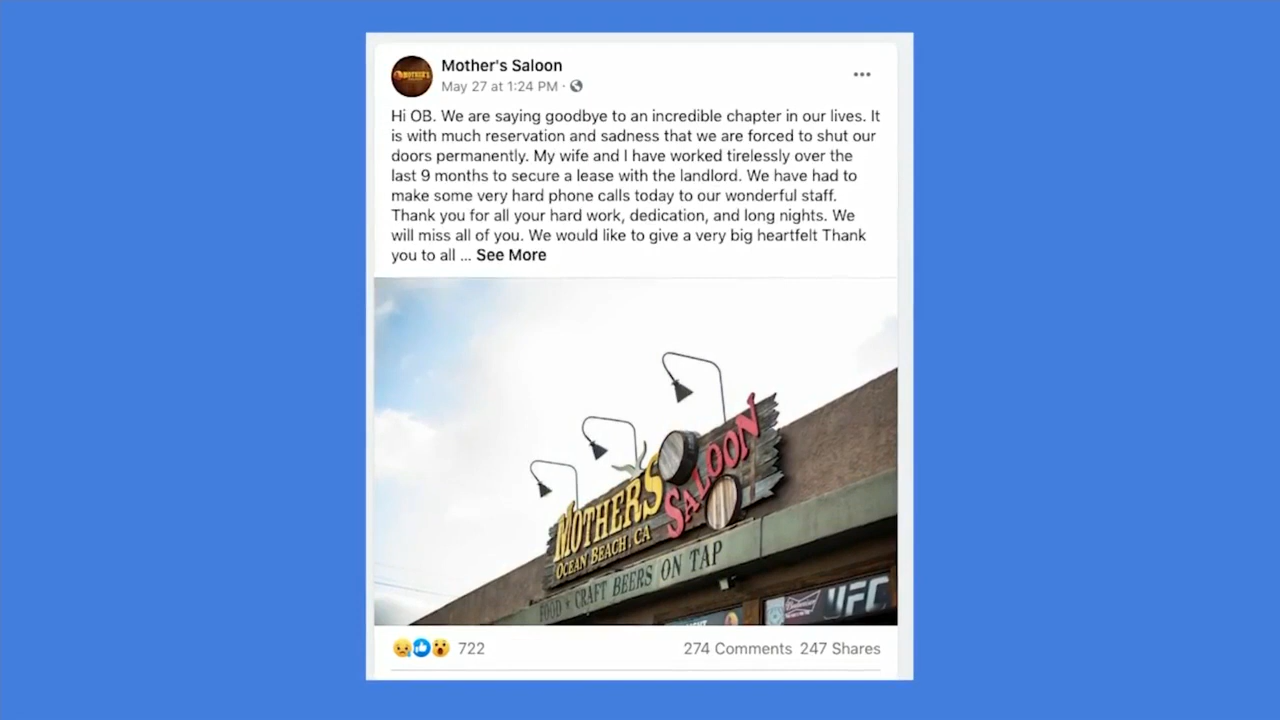 Mother's Saloon
May 27 at 1:24 PM ·
Hi OB. We are saying goodbye to an incredible chapter in our lives. It
is with much reservation and sadness that we are forced to shut our
doors permanently. My wife and I have worked tirelessly over the
last 9 months to secure a lease with the landlord. We have had to
make some very hard phone calls today to our wonderful staff.
Thank you for all your hard work, dedication, and long nights. We
will miss all of you. We would like to give a very big heartfelt Thank
you to all ... See More
MOTHER'S SALOON
OCEAN BEACH, CA
FOOD * CRAFT BEERS ON TAP
Budweiser UFC
722
274 Comments 247 Shares